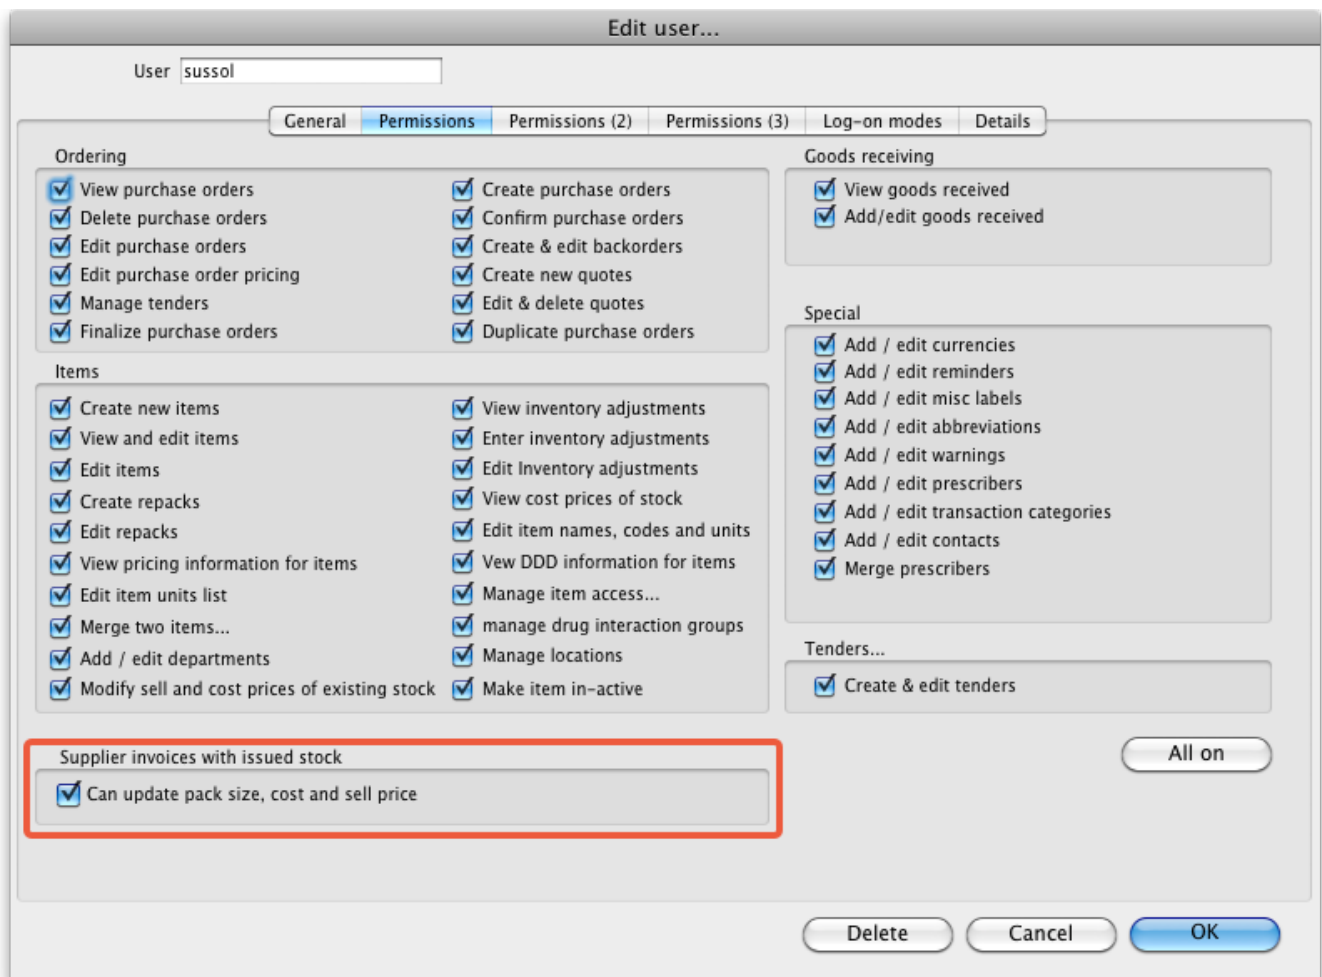 Edit user...
User sussol
General Permissions Permissions (2) Permissions (3) Log-on modes Details
Ordering
View purchase orders
Delete purchase orders
Edit purchase orders
Edit purchase order pricing
Manage tenders
Finalize purchase orders
Create purchase orders
Confirm purchase orders
Create & edit backorders
Create new quotes
Edit & delete quotes
Duplicate purchase orders
Items
Create new items
View and edit items
Edit items
Create repacks
Edit repacks
View pricing information for items
Edit item units list
Merge two items...
Add / edit departments
Modify sell and cost prices of existing stock
View inventory adjustments
Enter inventory adjustments
Edit Inventory adjustments
View cost prices of stock
Edit item names, codes and units
Vew DDD information for items
Manage item access...
manage drug interaction groups
Manage locations
Make item in-active
Supplier invoices with issued stock
Can update pack size, cost and sell price
Goods receiving
View goods received
Add/edit goods received
Special
Add / edit currencies
Add / edit reminders
Add / edit misc labels
Add / edit abbreviations
Add / edit warnings
Add / edit prescribers
Add / edit transaction categories
Add / edit contacts
Merge prescribers
Tenders...
Create & edit tenders
All on
Delete Cancel OK